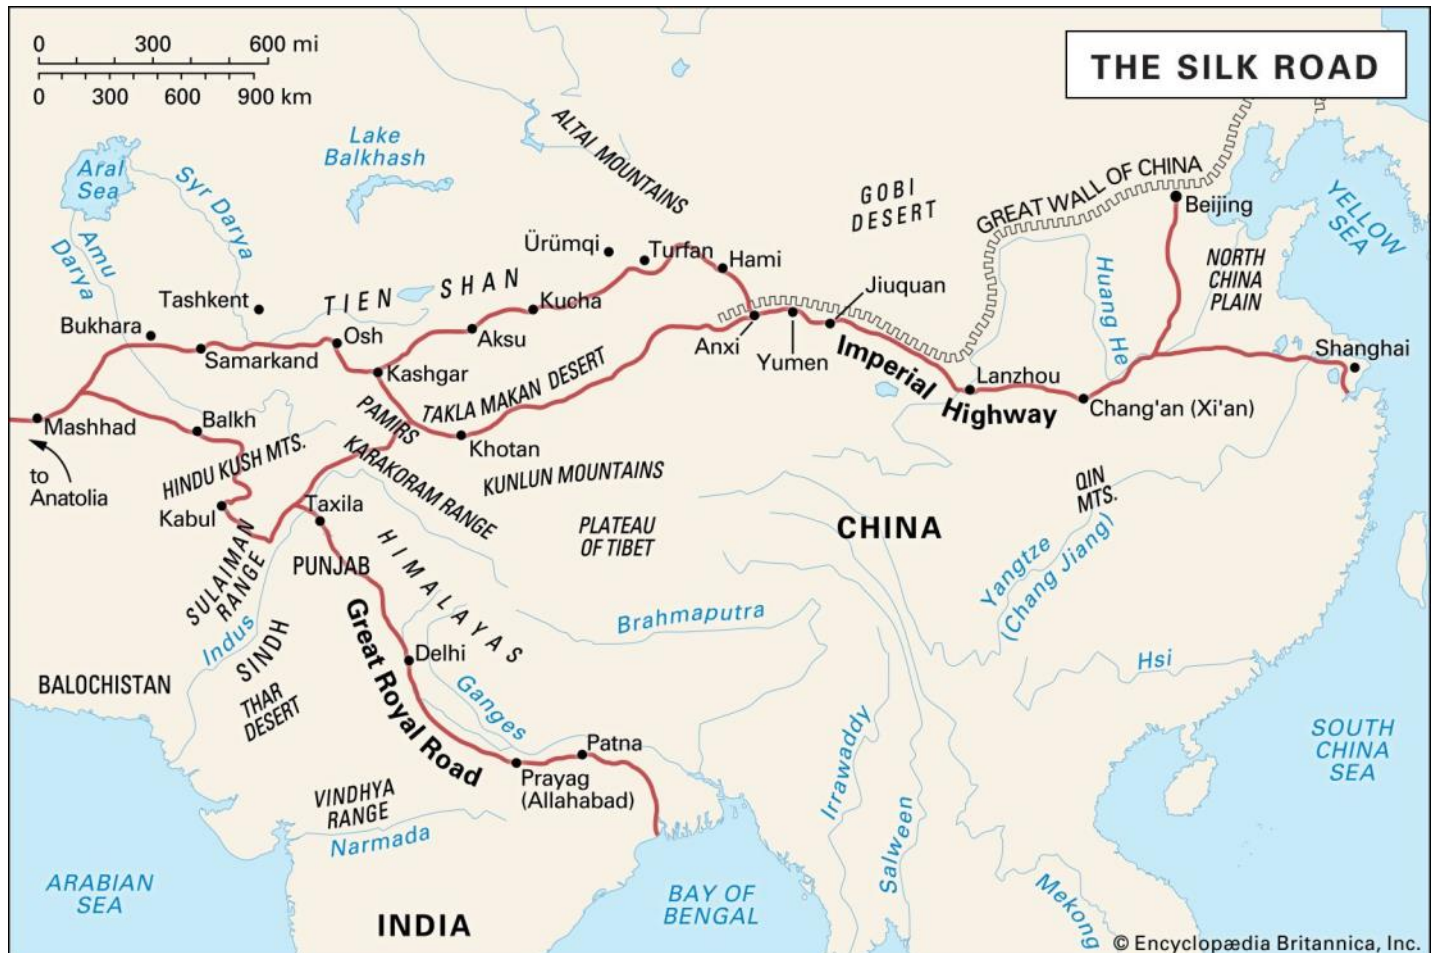 0 300 600 mi
0 300 600 900 km
THE SILK ROAD
Aral
Sea
Syr Darya
Amu
Darya
Lake
Balkhash
ALTAI MOUNTAINS
GOBI
DESERT
GREAT WALL OF CHINA
Beijing
YELLOW
SEA
NORTH
CHINA
PLAIN
Huang He
Ürümqi
Turfan
Hami
Jiuquan
TIEN SHAN
Tashkent
Bukhara
Samarkand
Osh
Kucha
Aksu
Kashgar
Anxi
Yumen
Imperial Highway
Lanzhou
Chang'an (Xi'an)
Shanghai
TAKLA MAKAN DESERT
PAMIRS
Mashhad
to
Anatolia
Balkh
HINDU KUSH MTS.
Kabul
Khotan
KARAKORAM RANGE
KUNLUN MOUNTAINS
QIN
MTS.
Taxila
PUNJAB
SULAIMAN
RANGE
HIMALAYAS
PLATEAU
OF TIBET
CHINA
Yangtze
(Chang Jiang)
Brahmaputra
Indus
SINDH
Great Royal Road
Delhi
Ganges
BALOCHISTAN
THAR
DESERT
Hsi
Patna
Prayag
(Allahabad)
VINDHYA
RANGE
Narmada
Irrawaddy
Salween
Mekong
SOUTH
CHINA
SEA
ARABIAN
SEA
INDIA
BAY OF
BENGAL
© Encyclopædia Britannica, Inc.